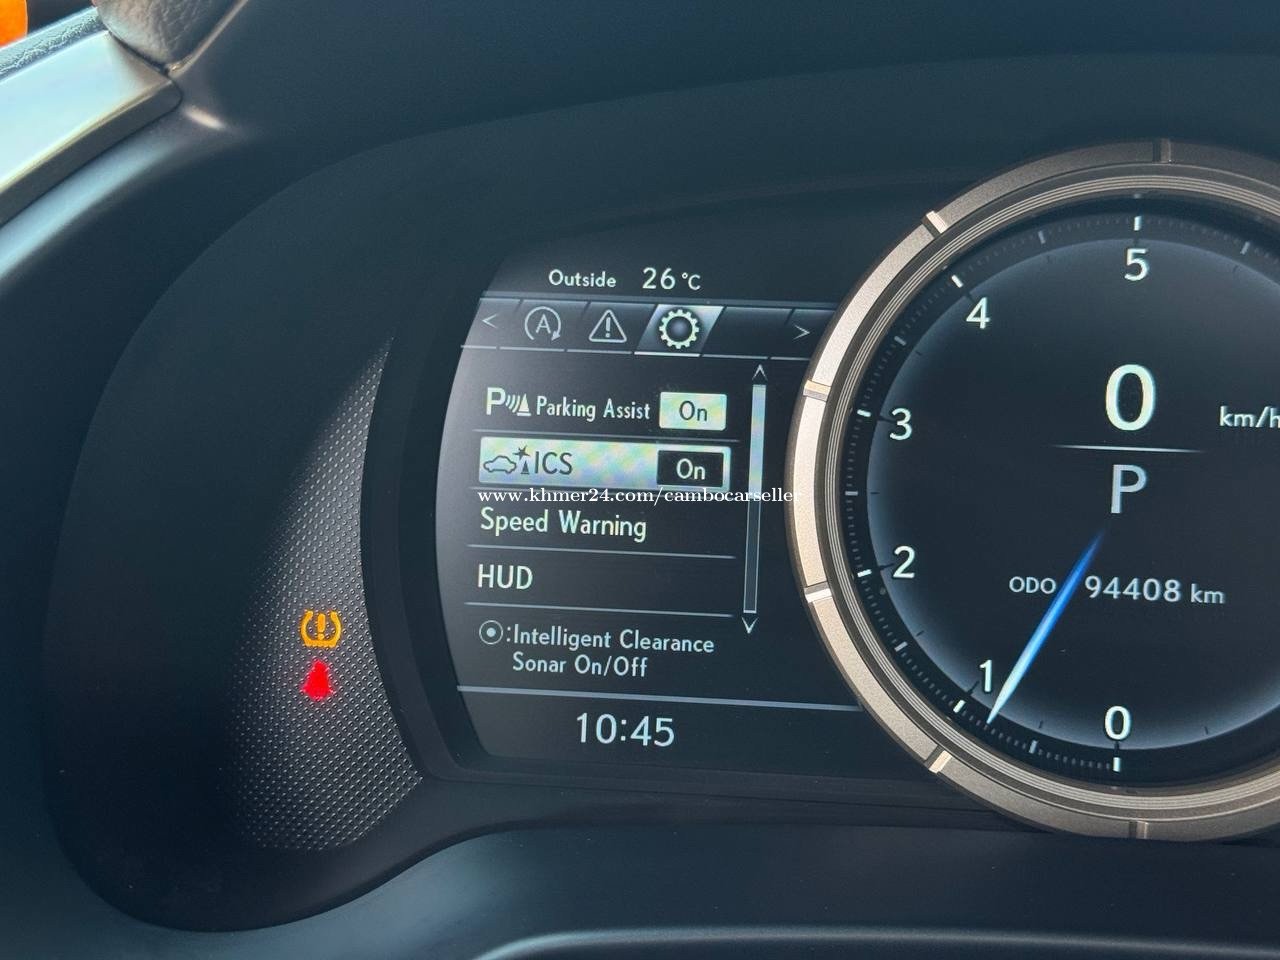 Outside 26°C
< A ! >
P Parking Assist On
ICS On
www.khmer24.com/cambocarseller
Speed Warning
HUD
:Intelligent Clearance
Sonar On/Off
10:45
5
4
3
2
1
0
0 km/h
P
ODO 94408 km